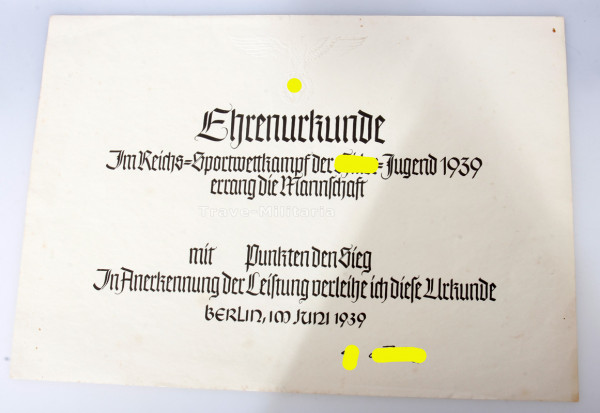 Ehrenurkunde
Im Reichs=Sportwettkampf der =Jugend 1939
errang die Mannschaft
Trave-Militaria
mit Punkten den Sieg
In Anerkennung der Leistung verleihe ich diese Urkunde
BERLIN, IM JUNI 1939